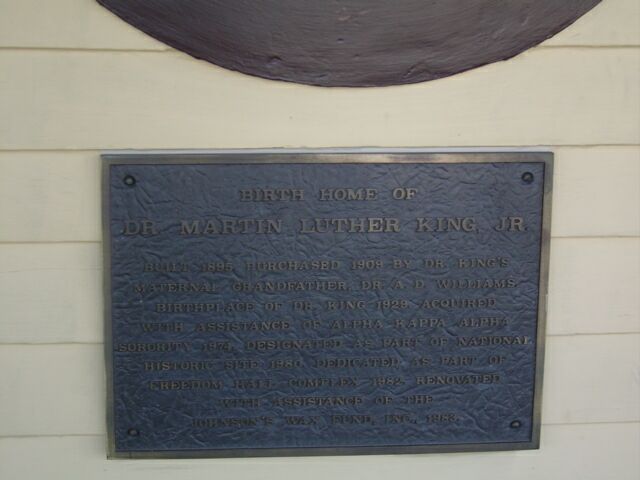 BIRTH HOME OF
DR. MARTIN LUTHER KING, JR.
BUILT 1895, PURCHASED 1909 BY DR. KING'S
MATERNAL GRANDFATHER, DR. A. D. WILLIAMS.
BIRTHPLACE OF DR. KING 1929. ACQUIRED
WITH ASSISTANCE OF ALPHA KAPPA ALPHA
SORORITY 1974. DESIGNATED AS PART OF NATIONAL
HISTORIC SITE 1980. DEDICATED AS PART OF
FREEDOM HALL COMPLEX 1982. RENOVATED
WITH ASSISTANCE OF THE
JOHNSON'S WAX FUND, INC., 1983.